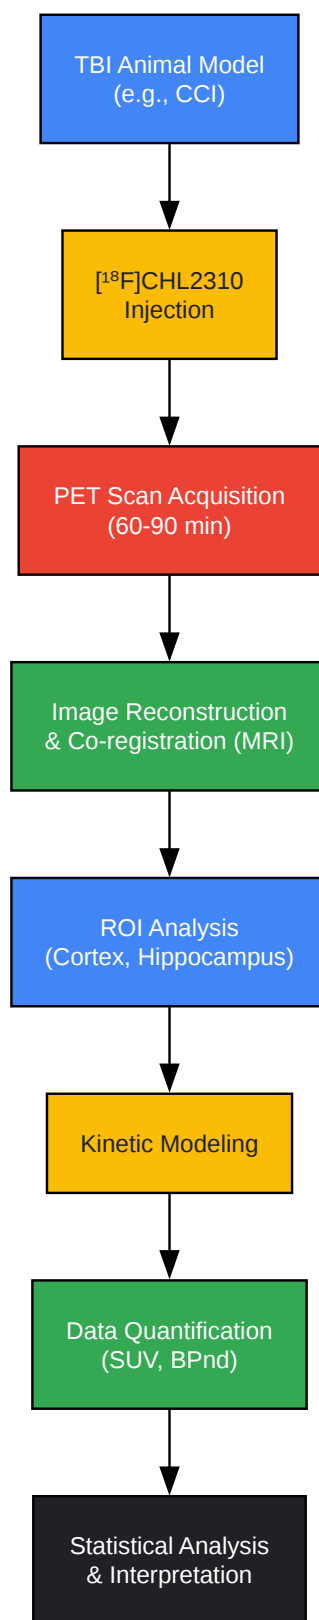 TBI Animal Model
(e.g., CCI)
[¹⁸F]CHL2310
Injection
PET Scan Acquisition
(60-90 min)
Image Reconstruction
& Co-registration (MRI)
ROI Analysis
(Cortex, Hippocampus)
Kinetic Modeling
Data Quantification
(SUV, BPnd)
Statistical Analysis
& Interpretation